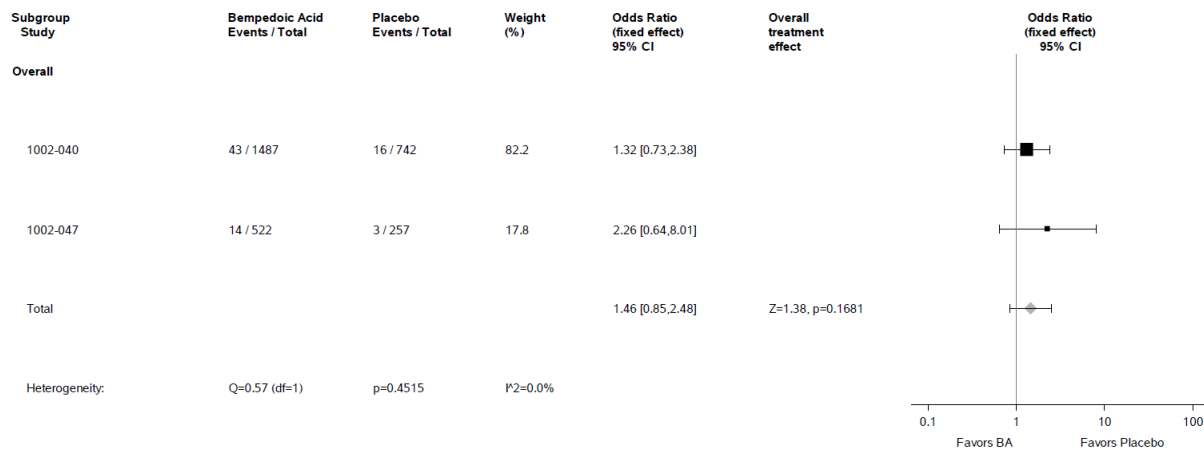 Subgroup Bempedoic Acid Placebo Weight Odds Ratio Overall Odds Ratio
Study Events / Total Events / Total (%) (fixed effect) treatment (fixed effect)
95% CI effect 95% CI
Overall
1002-040 43 / 1487 16 / 742 82.2 1.32 [0.73,2.38]
1002-047 14 / 522 3 / 257 17.8 2.26 [0.64,8.01]
Total 1.46 [0.85,2.48] Z=1.38, p=0.1681
Heterogeneity: Q=0.57 (df=1) p=0.4515 I^2=0.0%
0.1 1 10 100
Favors BA Favors Placebo